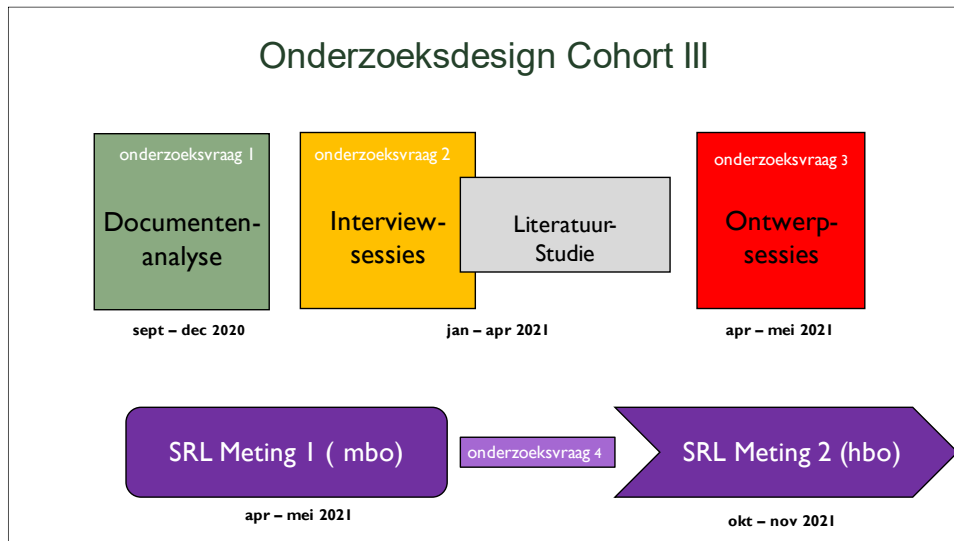 Onderzoeksdesign Cohort III
onderzoeksvraag 1
Documenten-
analyse
sept – dec 2020
onderzoeksvraag 2
Interview-
sessies
Literatuur-
Studie
jan – apr 2021
onderzoeksvraag 3
Ontwerp-
sessies
apr – mei 2021
SRL Meting 1 ( mbo)
apr – mei 2021
onderzoeksvraag 4
SRL Meting 2 (hbo)
okt – nov 2021